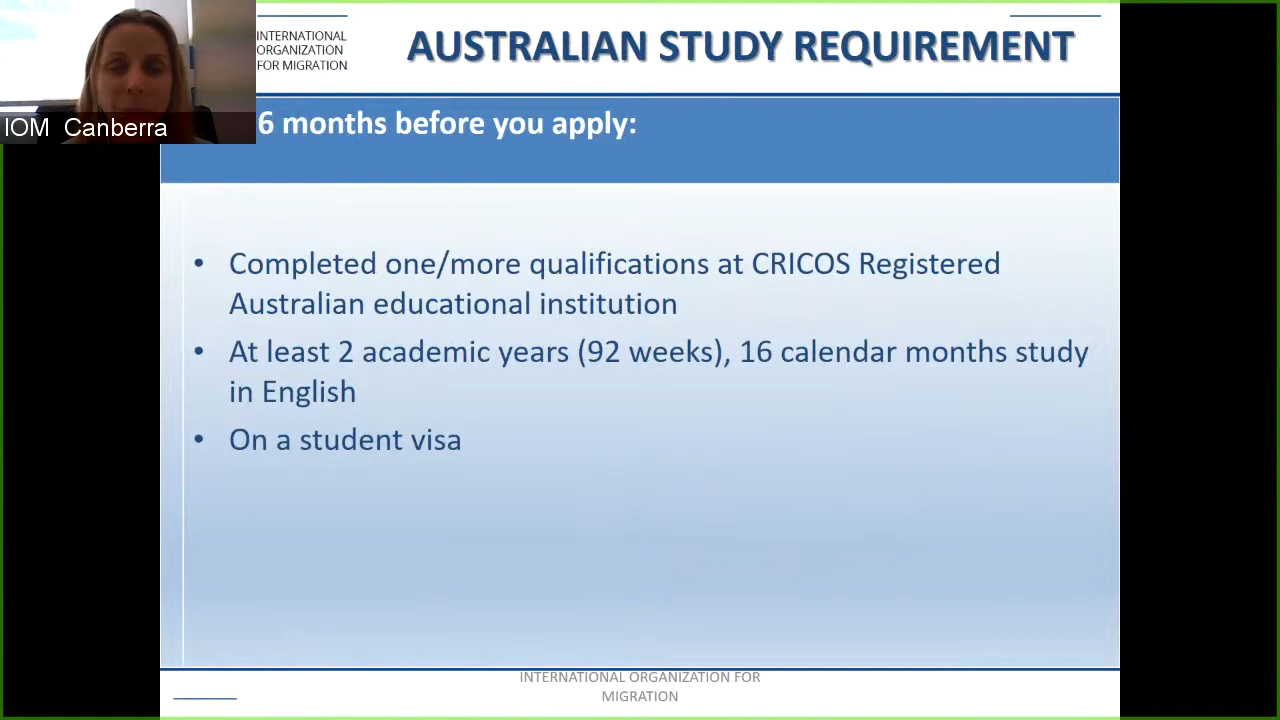 IOM Canberra
INTERNATIONAL
ORGANIZATION
FOR MIGRATION
AUSTRALIAN STUDY REQUIREMENT
6 months before you apply:
• Completed one/more qualifications at CRICOS Registered
Australian educational institution
• At least 2 academic years (92 weeks), 16 calendar months study
in English
• On a student visa
INTERNATIONAL ORGANIZATION FOR
MIGRATION